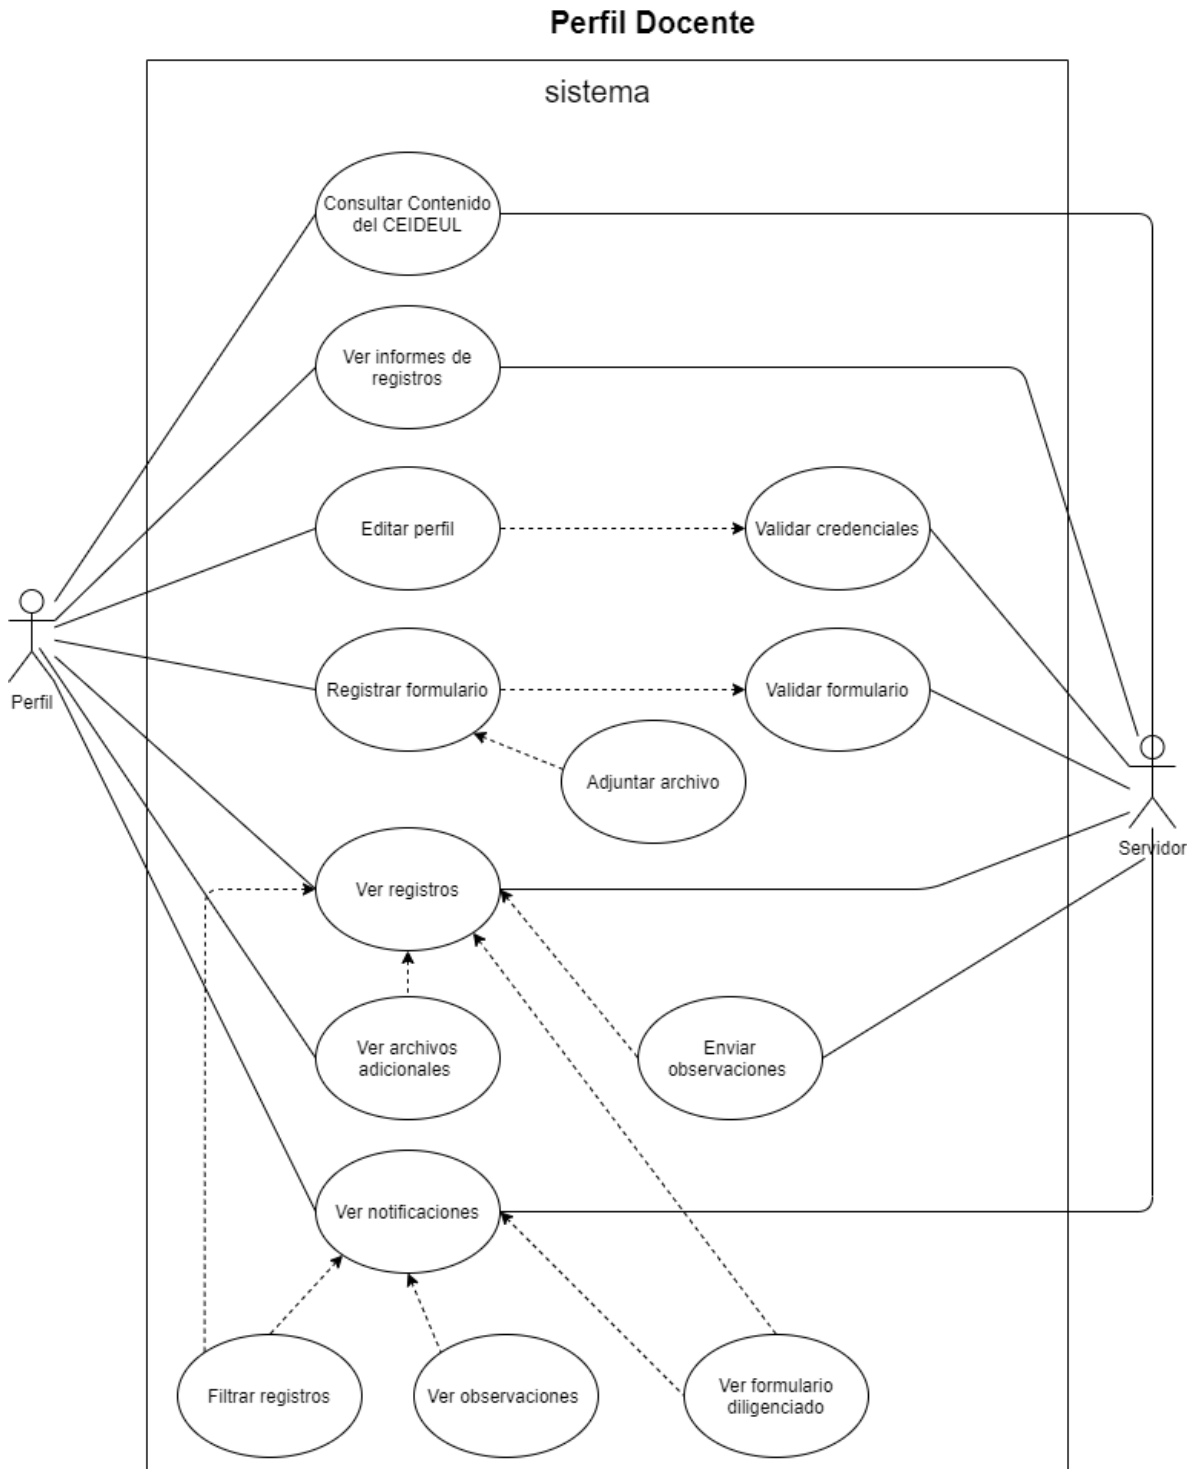 Perfil Docente
sistema
Consultar Contenido
del CEIDEUL
Ver informes de
registros
Editar perfil
Validar credenciales
Perfil
Registrar formulario
Validar formulario
Adjuntar archivo
Servidor
Ver registros
Ver archivos
adicionales
Enviar
observaciones
Ver notificaciones
Filtrar registros
Ver observaciones
Ver formulario
diligenciado